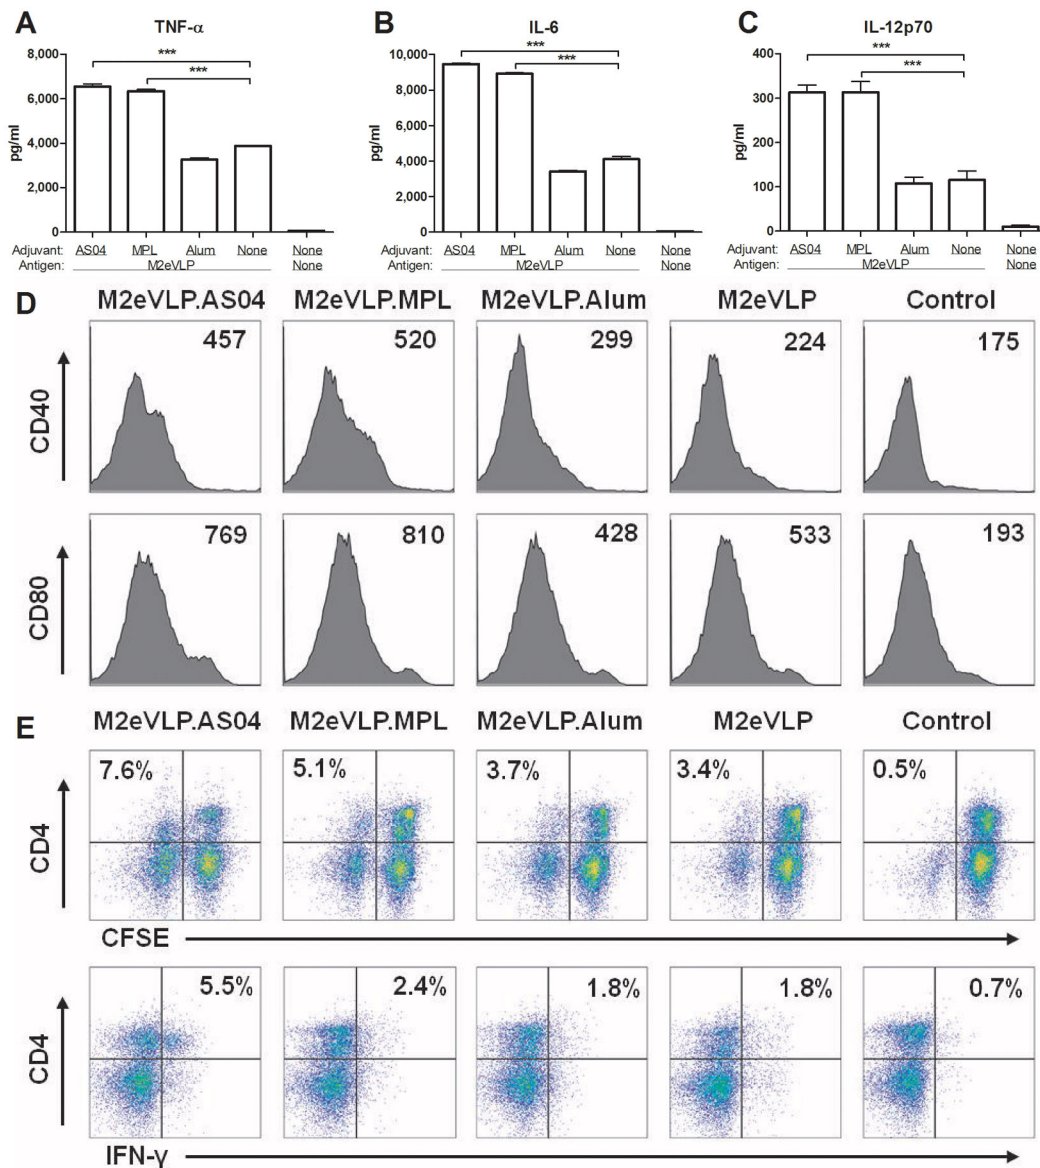 A TNF-α B IL-6 C IL-12p70
*** *** ***
*** *** ***
8,000
6,000
4,000
2,000
0
pg/ml
Adjuvant: AS04 MPL Alum None None
Antigen: M2eVLP None
10,000
8,000
6,000
4,000
2,000
0
pg/ml
Adjuvant: AS04 MPL Alum None None
Antigen: M2eVLP None
400
300
200
100
0
pg/ml
Adjuvant: AS04 MPL Alum None None
Antigen: M2eVLP None
D M2eVLP.AS04 M2eVLP.MPL M2eVLP.Alum M2eVLP Control
CD40 457 520 299 224 175
CD80 769 810 428 533 193
E M2eVLP.AS04 M2eVLP.MPL M2eVLP.Alum M2eVLP Control
CD4 7.6% 5.1% 3.7% 3.4% 0.5%
CFSE
CD4 5.5% 2.4% 1.8% 1.8% 0.7%
IFN-γ